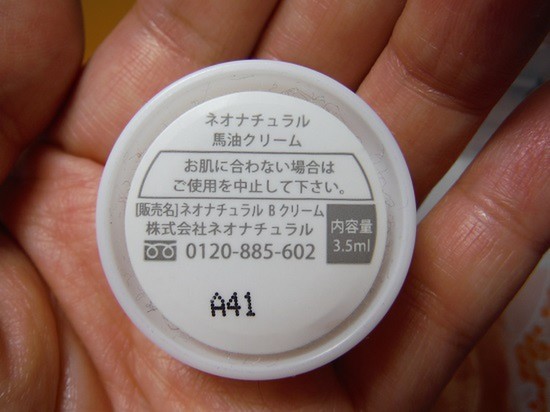 ネオナチュラル
馬油クリーム
お肌に合わない場合は
ご使用を中止して下さい。
[販売名]ネオナチュラル B クリーム
株式会社ネオナチュラル
0120-885-602
内容量
3.5ml
A41